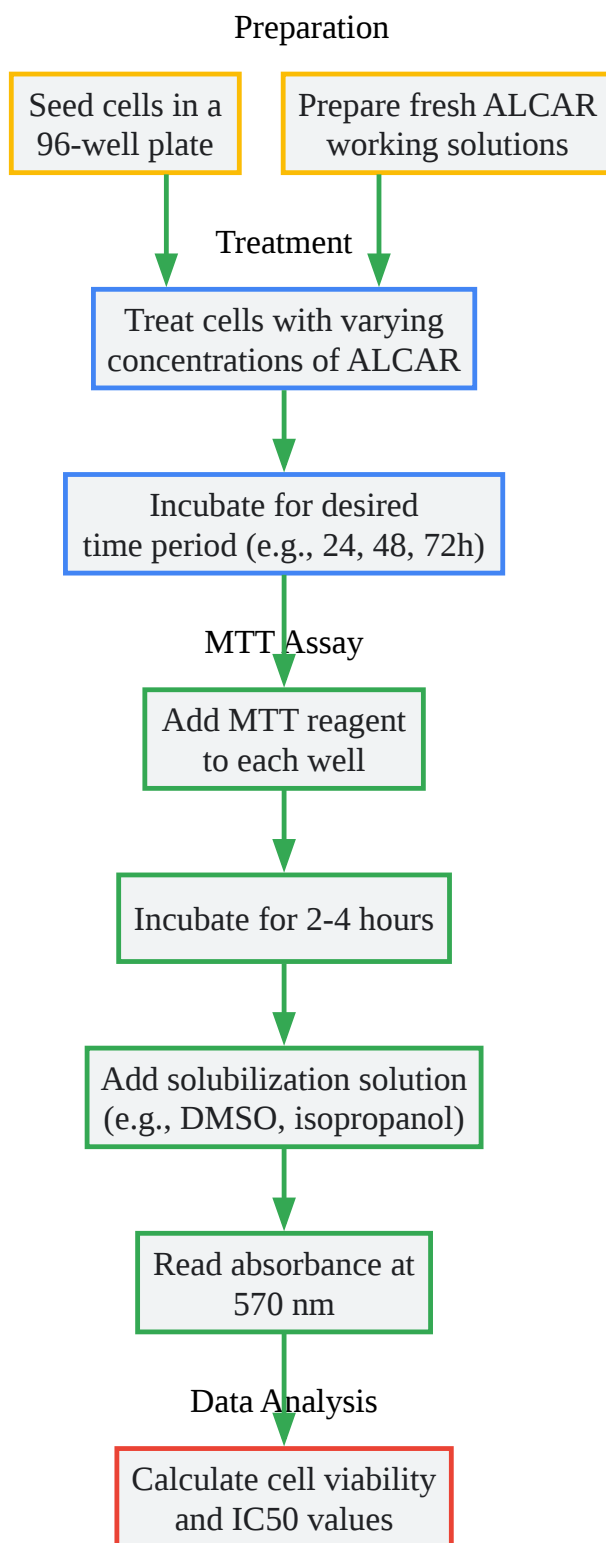 Preparation
Seed cells in a
96-well plate
Prepare fresh ALCAR
working solutions
Treatment
Treat cells with varying
concentrations of ALCAR
Incubate for desired
time period (e.g., 24, 48, 72h)
MTT Assay
Add MTT reagent
to each well
Incubate for 2-4 hours
Add solubilization solution
(e.g., DMSO, isopropanol)
Read absorbance at
570 nm
Data Analysis
Calculate cell viability
and IC50 values